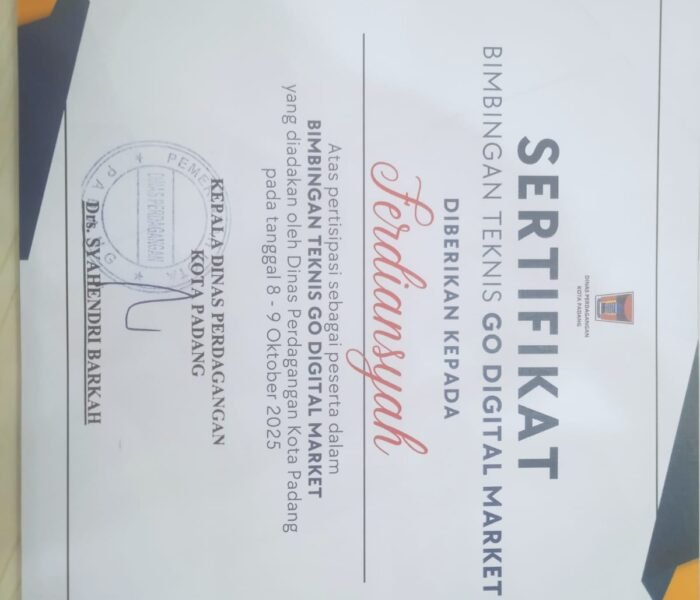 DINAS PERDAGANGAN
KOTA PADANG
SERTIFIKAT
BIMBINGAN TEKNIS GO DIGITAL MARKET
DIBERIKAN KEPADA
Ferdiansyah
Atas pertisipasi sebagai peserta dalam
BIMBINGAN TEKNIS GO DIGITAL MARKET
yang diadakan oleh Dinas Perdagangan Kota Padang
pada tanggal 8 - 9 Oktober 2025
KEPALA DINAS PERDAGANGAN
KOTA PADANG
DINAS PERDAGANGAN
Drs. SYAHENDRI BARKAH